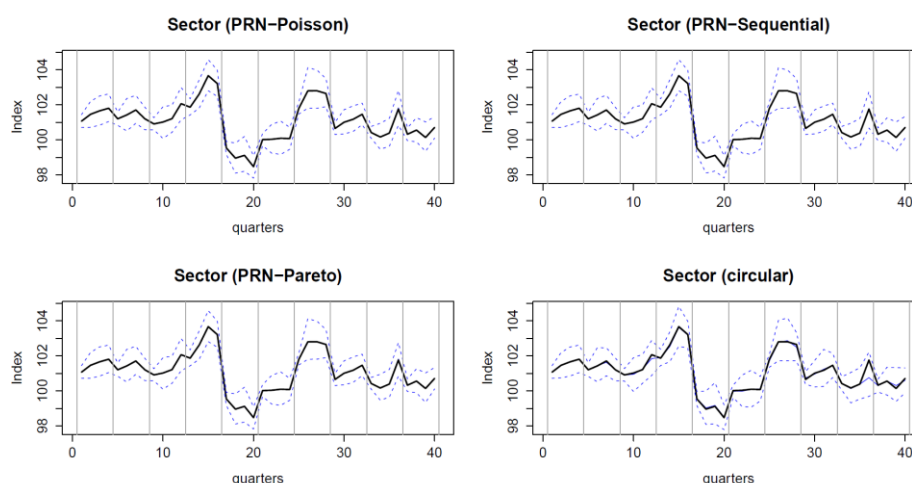 Sector (PRN−Poisson)
Index
98 100 102 104
0 10 20 30 40
quarters
Sector (PRN−Sequential)
Index
98 100 102 104
0 10 20 30 40
quarters
Sector (PRN−Pareto)
Index
98 100 102 104
0 10 20 30 40
quarters
Sector (circular)
Index
98 100 102 104
0 10 20 30 40
quarters